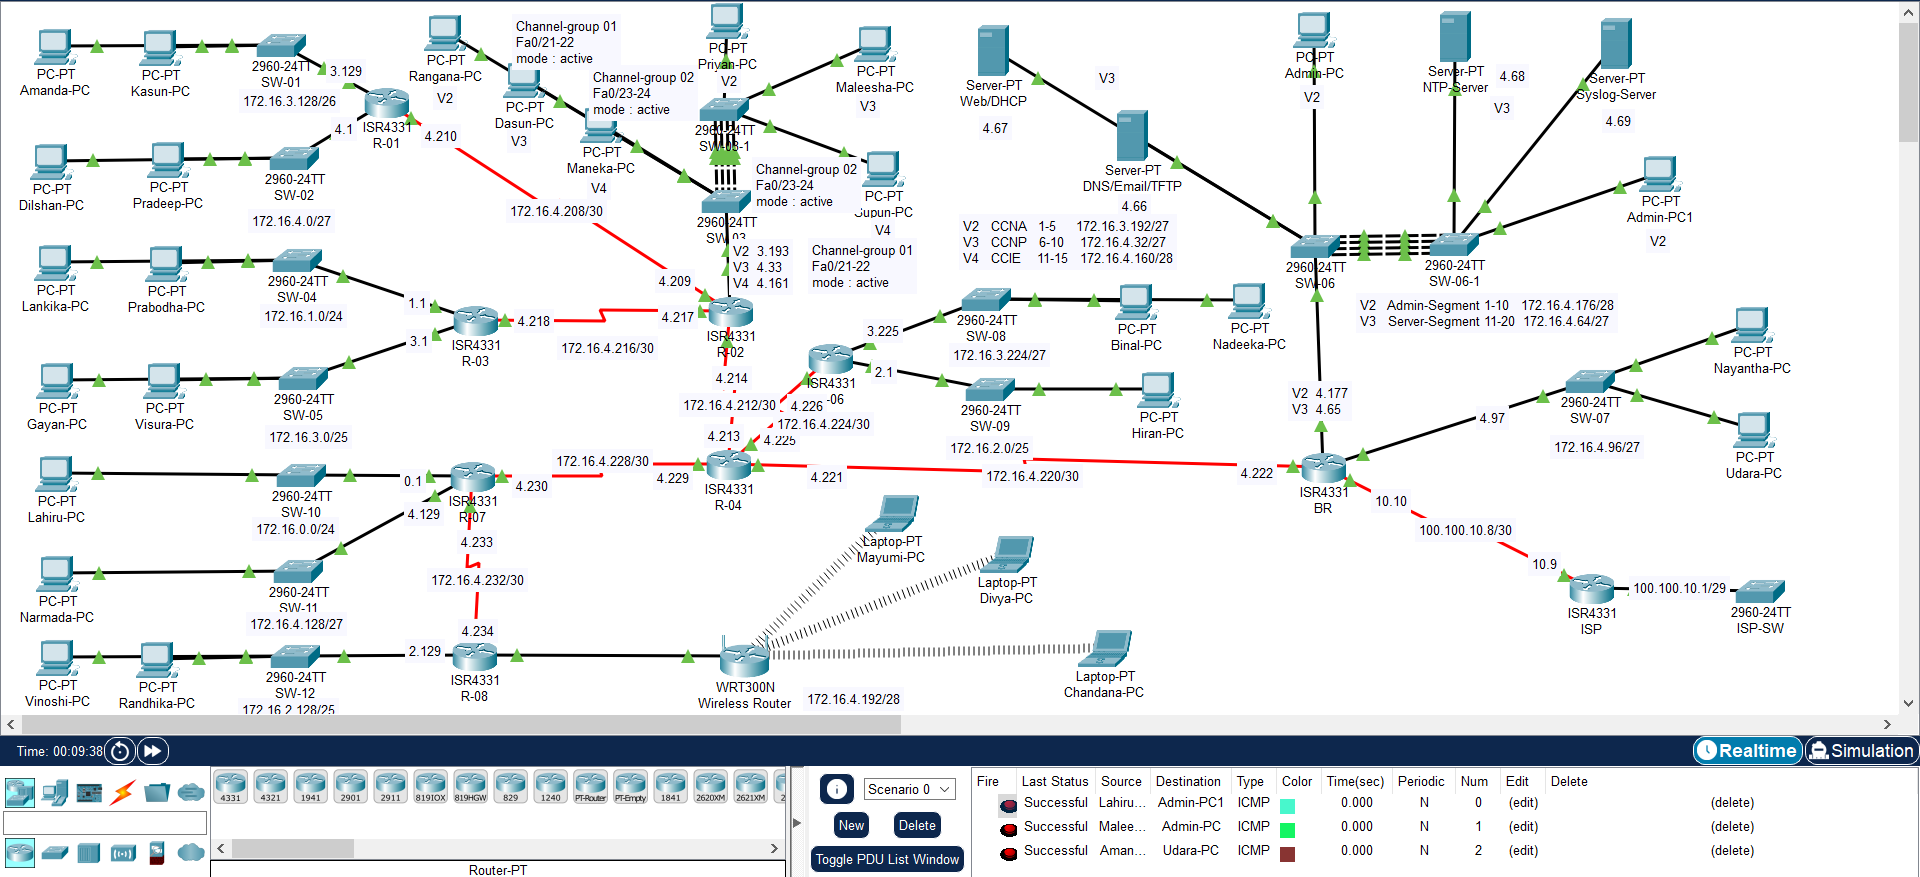 PC-PT
Amanda-PC
PC-PT
Kasun-PC
2960-24TT
SW-01
172.16.3.128/26
3.129
ISR4331
R-01
4.1
4.210
PC-PT
Dilshan-PC
PC-PT
Pradeep-PC
2960-24TT
SW-02
172.16.4.0/27
PC-PT
Rangana-PC
V2
Channel-group 01
Fa0/21-22
mode : active
PC-PT
Dasun-PC
V3
Channel-group 02
Fa0/23-24
mode : active
PC-PT
Maneka-PC
V4
PC-PT
Priyan-PC
V2
2960-24TT
SW-03-1
PC-PT
Maleesha-PC
V3
Channel-group 02
Fa0/23-24
mode : active
PC-PT
Supun-PC
V4
2960-24TT
SW-03
V2 3.193
V3 4.33
V4 4.161
Channel-group 01
Fa0/21-22
mode : active
172.16.4.208/30
4.209
Server-PT
Web/DHCP
4.67
V3
Server-PT
DNS/Email/TFTP
4.66
V2 CCNA 1-5 172.16.3.192/27
V3 CCNP 6-10 172.16.4.32/27
V4 CCIE 11-15 172.16.4.160/28
PC-PT
Admin-PC
V2
Server-PT
NTP-Server
4.68
V3
Server-PT
Syslog-Server
4.69
PC-PT
Admin-PC1
V2
2960-24TT
SW-06
2960-24TT
SW-06-1
V2 Admin-Segment 1-10 172.16.4.176/28
V3 Server-Segment 11-20 172.16.4.64/27
PC-PT
Lankika-PC
PC-PT
Prabodha-PC
2960-24TT
SW-04
172.16.1.0/24
1.1
3.1
ISR4331
R-03
4.218
172.16.4.216/30
4.217
ISR4331
R-02
4.214
172.16.4.212/30
4.213
PC-PT
Gayan-PC
PC-PT
Visura-PC
2960-24TT
SW-05
172.16.3.0/25
ISR4331
-06
3.225
2.1
4.226
172.16.4.224/30
4.225
2960-24TT
SW-08
172.16.3.224/27
PC-PT
Binal-PC
PC-PT
Nadeeka-PC
2960-24TT
SW-09
172.16.2.0/25
PC-PT
Hiran-PC
V2 4.177
V3 4.65
4.97
2960-24TT
SW-07
172.16.4.96/27
PC-PT
Nayantha-PC
PC-PT
Udara-PC
PC-PT
Lahiru-PC
2960-24TT
SW-10
172.16.0.0/24
0.1
4.129
ISR4331
R-07
4.230
172.16.4.228/30
4.229
ISR4331
R-04
4.221
172.16.4.220/30
4.222
ISR4331
BR
10.10
100.100.10.8/30
10.9
ISR4331
ISP
100.100.10.1/29
2960-24TT
ISP-SW
4.233
172.16.4.232/30
4.234
PC-PT
Narmada-PC
2960-24TT
SW-11
172.16.4.128/27
PC-PT
Vinoshi-PC
PC-PT
Randhika-PC
2960-24TT
SW-12
172.16.2.128/25
2.129
ISR4331
R-08
WRT300N
Wireless Router
172.16.4.192/28
Laptop-PT
Mayumi-PC
Laptop-PT
Divya-PC
Laptop-PT
Chandana-PC
Time: 00:09:38
Realtime
Simulation
4331 4321 1941 2901 2911 819IOX 819HGW 829 1240 PT-Router PT-Empty 1841 2620XM 2621XM 2
Router-PT
Scenario 0
New
Delete
Toggle PDU List Window
Fire Last Status Source Destination Type Color Time(sec) Periodic Num Edit Delete
Successful Lahiru... Admin-PC1 ICMP 0.000 N 0 (edit) (delete)
Successful Malee... Admin-PC ICMP 0.000 N 1 (edit) (delete)
Successful Aman... Udara-PC ICMP 0.000 N 2 (edit) (delete)